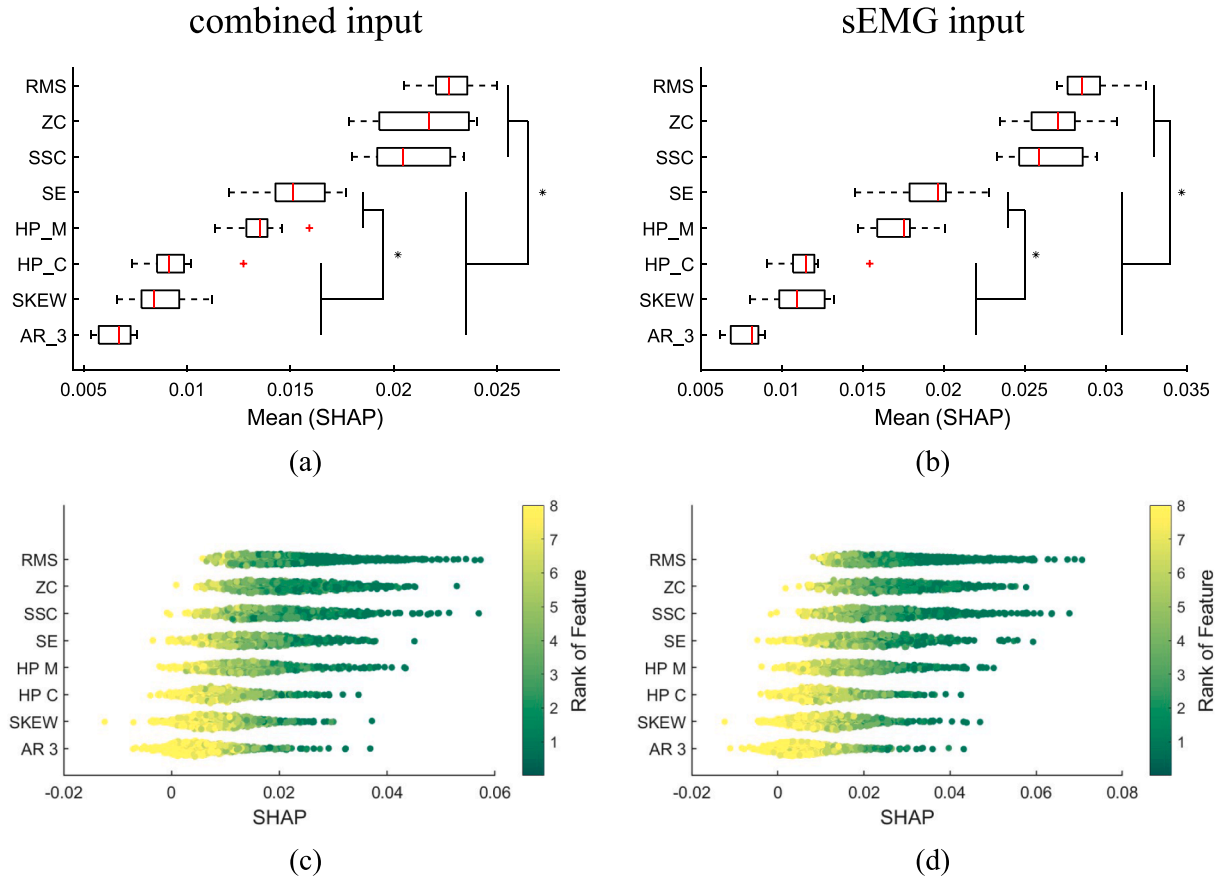 combined input
sEMG input
RMS
ZC
SSC
SE
HP_M
HP_C
SKEW
AR_3
0.005 0.01 0.015 0.02 0.025
Mean (SHAP)
(a)
RMS
ZC
SSC
SE
HP_M
HP_C
SKEW
AR_3
*
*
0.005 0.01 0.015 0.02 0.025 0.03 0.035
Mean (SHAP)
(b)
*
*
RMS
ZC
SSC
SE
HP M
HP C
SKEW
AR 3
-0.02 0 0.02 0.04 0.06
SHAP
8
7
6
5
4
3
2
1
Rank of Feature
(c)
RMS
ZC
SSC
SE
HP M
HP C
SKEW
AR 3
-0.02 0 0.02 0.04 0.06 0.08
SHAP
8
7
6
5
4
3
2
1
Rank of Feature
(d)